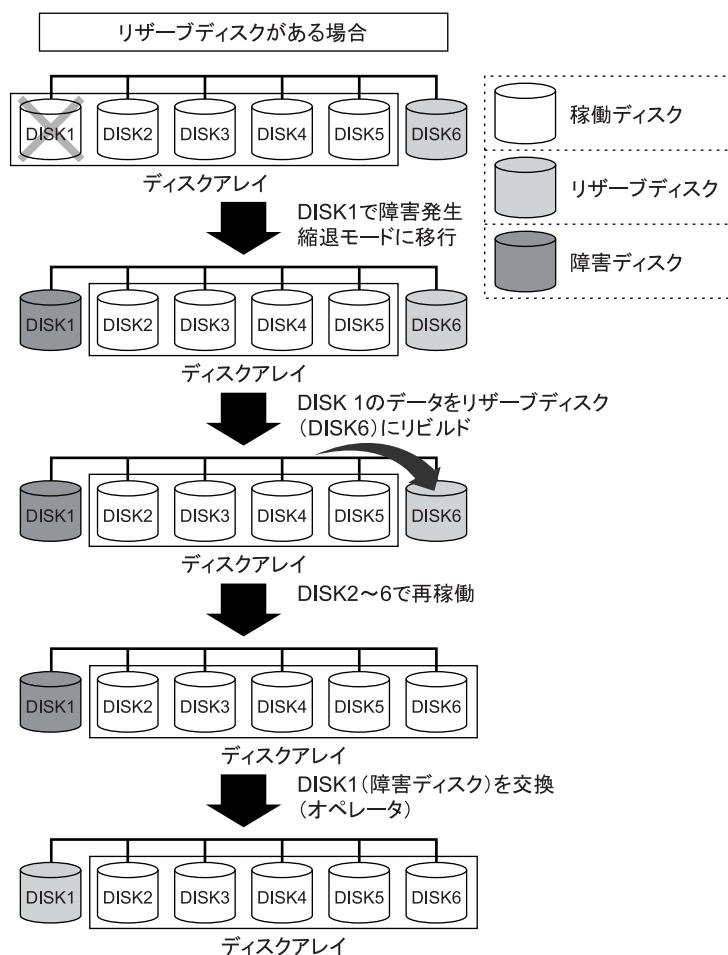 リザーブディスクがある場合
DISK1 DISK2 DISK3 DISK4 DISK5 DISK6
ディスクアレイ
稼働ディスク
リザーブディスク
障害ディスク
DISK1で障害発生
縮退モードに移行
DISK1 DISK2 DISK3 DISK4 DISK5 DISK6
ディスクアレイ
DISK 1のデータをリザーブディスク
(DISK6)にリビルド
DISK1 DISK2 DISK3 DISK4 DISK5 DISK6
ディスクアレイ
DISK2～6で再稼働
DISK1 DISK2 DISK3 DISK4 DISK5 DISK6
ディスクアレイ
DISK1(障害ディスク)を交換
(オペレータ)
DISK1 DISK2 DISK3 DISK4 DISK5 DISK6
ディスクアレイ